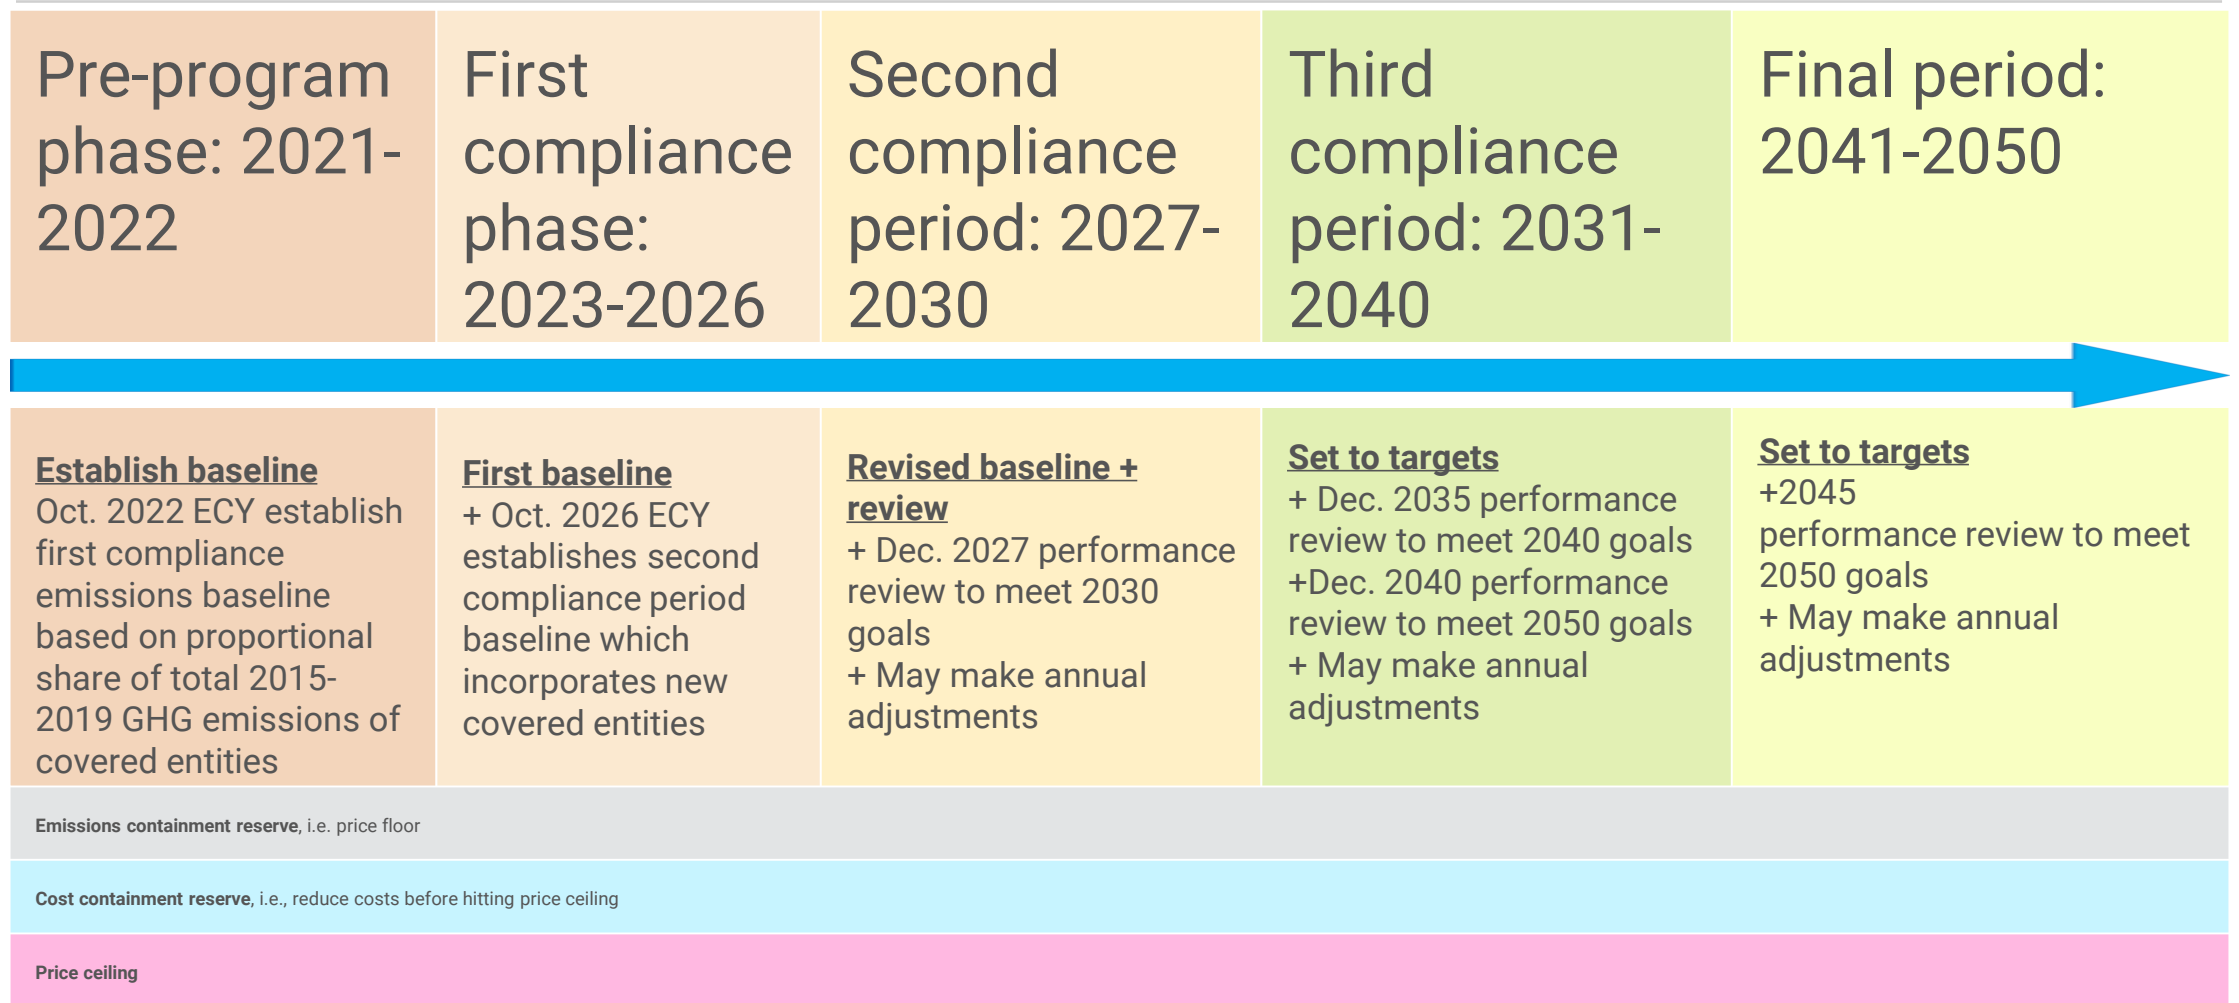 Pre-program
phase: 2021-
2022
First
compliance
phase:
2023-2026
Second
compliance
period: 2027-
2030
Third
compliance
period: 2031-
2040
Final period:
2041-2050
Establish baseline
Oct. 2022 ECY establish
first compliance
emissions baseline
based on proportional
share of total 2015-
2019 GHG emissions of
covered entities
First baseline
+ Oct. 2026 ECY
establishes second
compliance period
baseline which
incorporates new
covered entities
Revised baseline +
review
+ Dec. 2027 performance
review to meet 2030
goals
+ May make annual
adjustments
Set to targets
+ Dec. 2035 performance
review to meet 2040 goals
+Dec. 2040 performance
review to meet 2050 goals
+ May make annual
adjustments
Set to targets
+2045
performance review to meet
2050 goals
+ May make annual
adjustments
Emissions containment reserve, i.e. price floor
Cost containment reserve, i.e., reduce costs before hitting price ceiling
Price ceiling